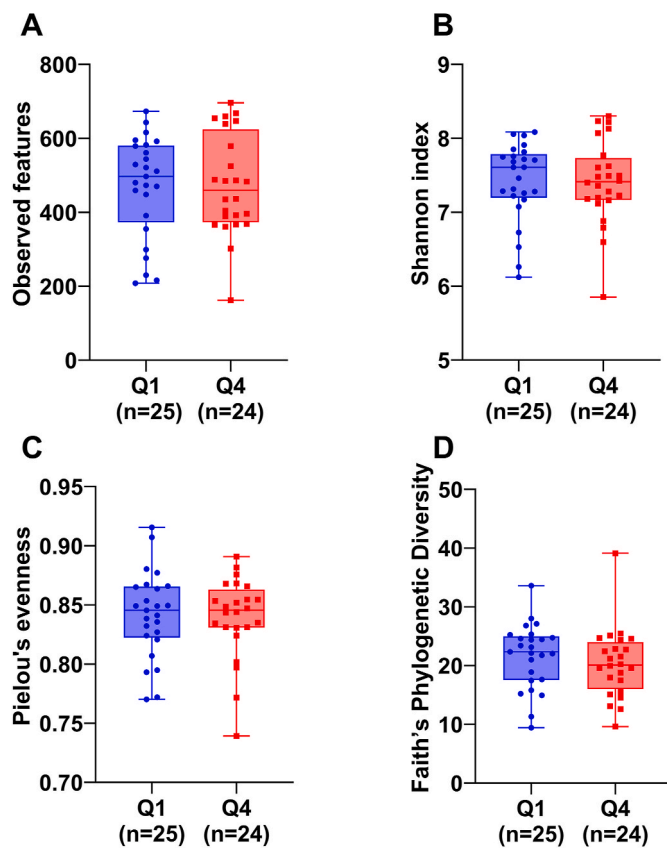 A
Observed features
800
600
400
200
0
Q1
(n=25)
Q4
(n=24)
B
Shannon index
9
8
7
6
5
Q1
(n=25)
Q4
(n=24)
C
Pielou's evenness
0.95
0.90
0.85
0.80
0.75
0.70
Q1
(n=25)
Q4
(n=24)
D
Faith's Phylogenetic Diversity
50
40
30
20
10
0
Q1
(n=25)
Q4
(n=24)